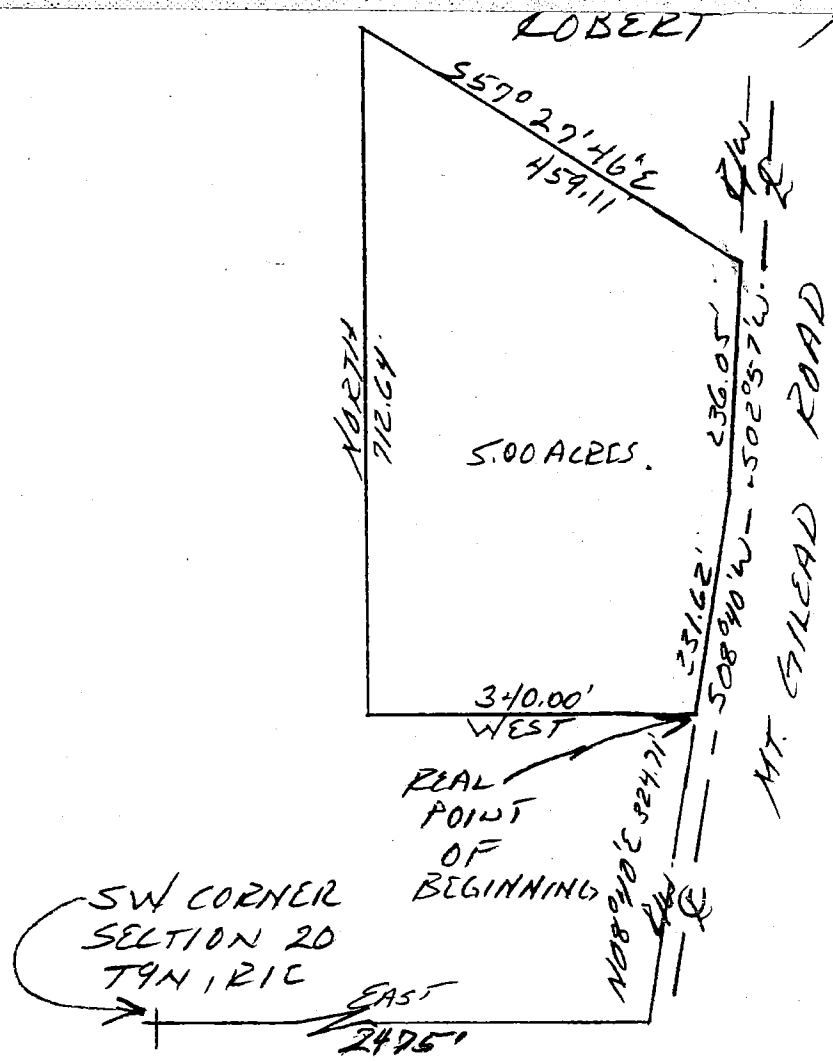 ROBERT
S57° 27' 46" E
459.11'
R/W
℄
NORTH
712.64'
236.05'
S02°57'W
ROAD
5.00 ACRES.
231.62'
S08°40'W
MT. GILEAD
340.00'
WEST
REAL
POINT
OF
BEGINNING
N08°40'E 324.71'
R/W
℄
SW CORNER
SECTION 20
T9N, R1E
EAST
2475'